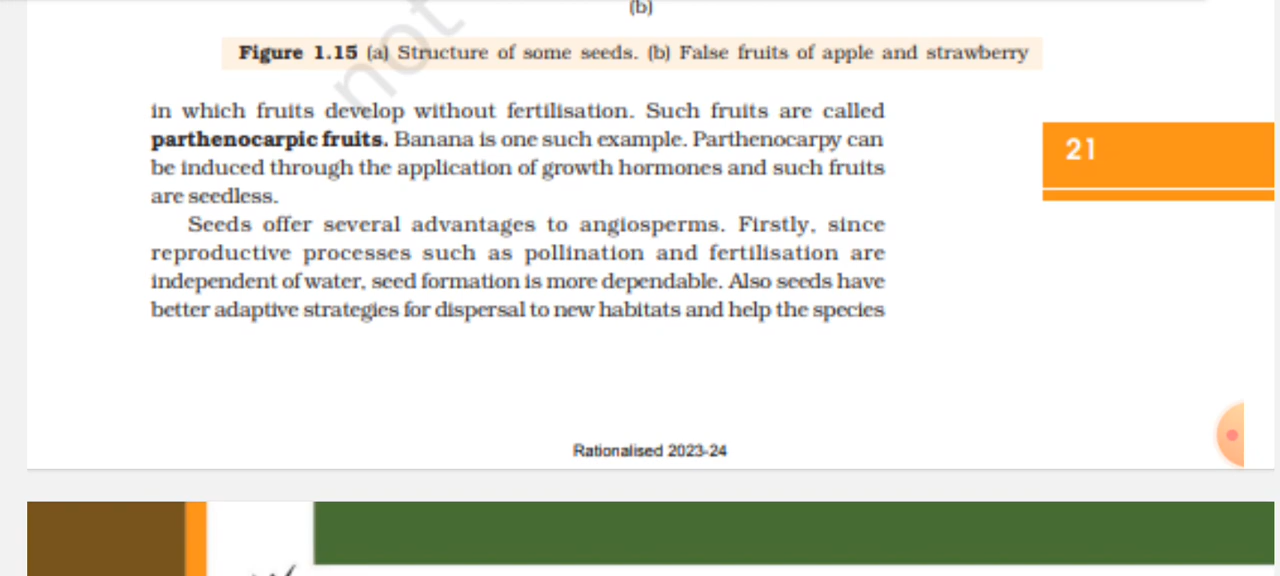 (b)
Figure 1.15 (a) Structure of some seeds. (b) False fruits of apple and strawberry
not
in which fruits develop without fertilisation. Such fruits are called
parthenocarpic fruits. Banana is one such example. Parthenocarpy can
be induced through the application of growth hormones and such fruits
are seedless.
21
Seeds offer several advantages to angiosperms. Firstly, since
reproductive processes such as pollination and fertilisation are
independent of water, seed formation is more dependable. Also seeds have
better adaptive strategies for dispersal to new habitats and help the species
Rationalised 2023-24